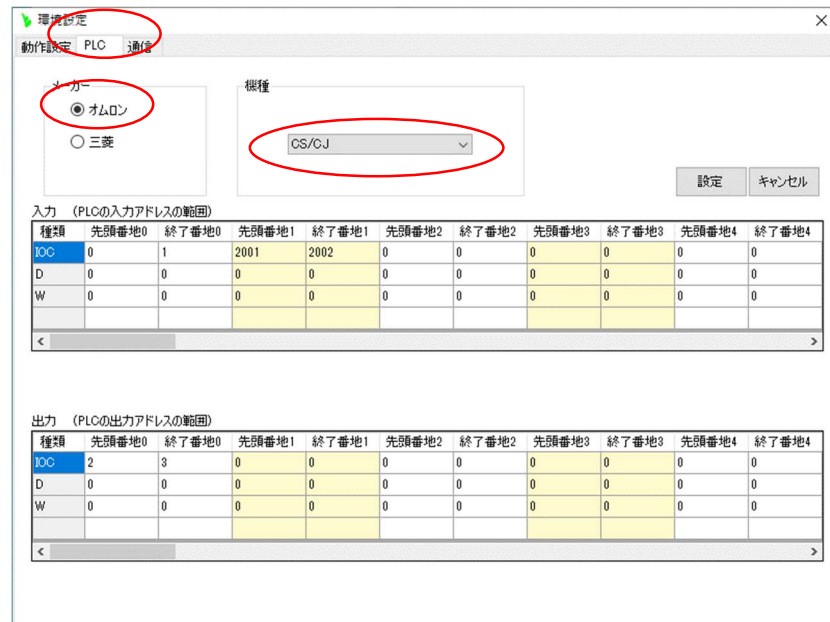 環境設定
動作設定 PLC 通信
メーカー 機種
オムロン
CS/CJ
三菱
設定 キャンセル
入力 (PLCの入力アドレスの範囲)
種類 先頭番地0 終了番地0 先頭番地1 終了番地1 先頭番地2 終了番地2 先頭番地3 終了番地3 先頭番地4 終了番地4
IOC 0 1 2001 2002 0 0 0 0 0 0
D 0 0 0 0 0 0 0 0 0 0
W 0 0 0 0 0 0 0 0 0 0
出力 (PLCの出力アドレスの範囲)
種類 先頭番地0 終了番地0 先頭番地1 終了番地1 先頭番地2 終了番地2 先頭番地3 終了番地3 先頭番地4 終了番地4
IOC 2 3 0 0 0 0 0 0 0 0
D 0 0 0 0 0 0 0 0 0 0
W 0 0 0 0 0 0 0 0 0 0